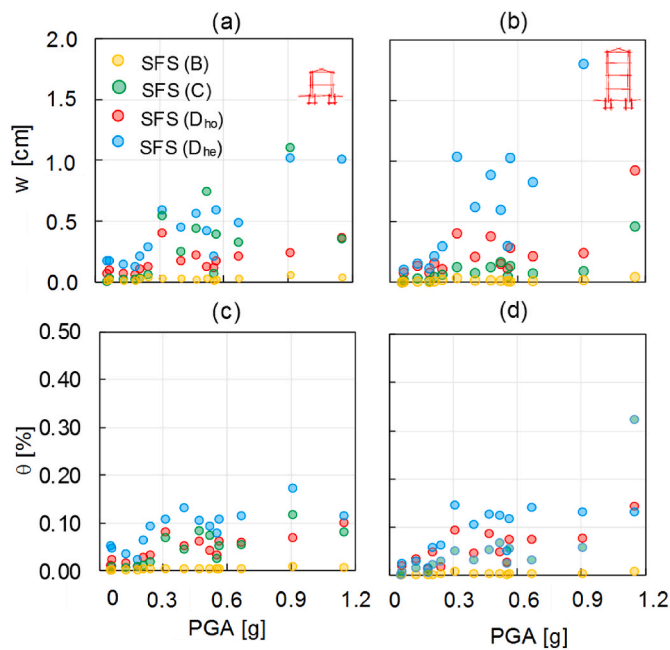 (a) (b)
2.0
1.5
1.0
0.5
0.0
w [cm]
SFS (B)
SFS (C)
SFS (Dho)
SFS (Dhe)
(c) (d)
0.50
0.40
0.30
0.20
0.10
0.00
θ [%]
0 0.3 0.6 0.9 1.2 0 0.3 0.6 0.9 1.2
PGA [g] PGA [g]